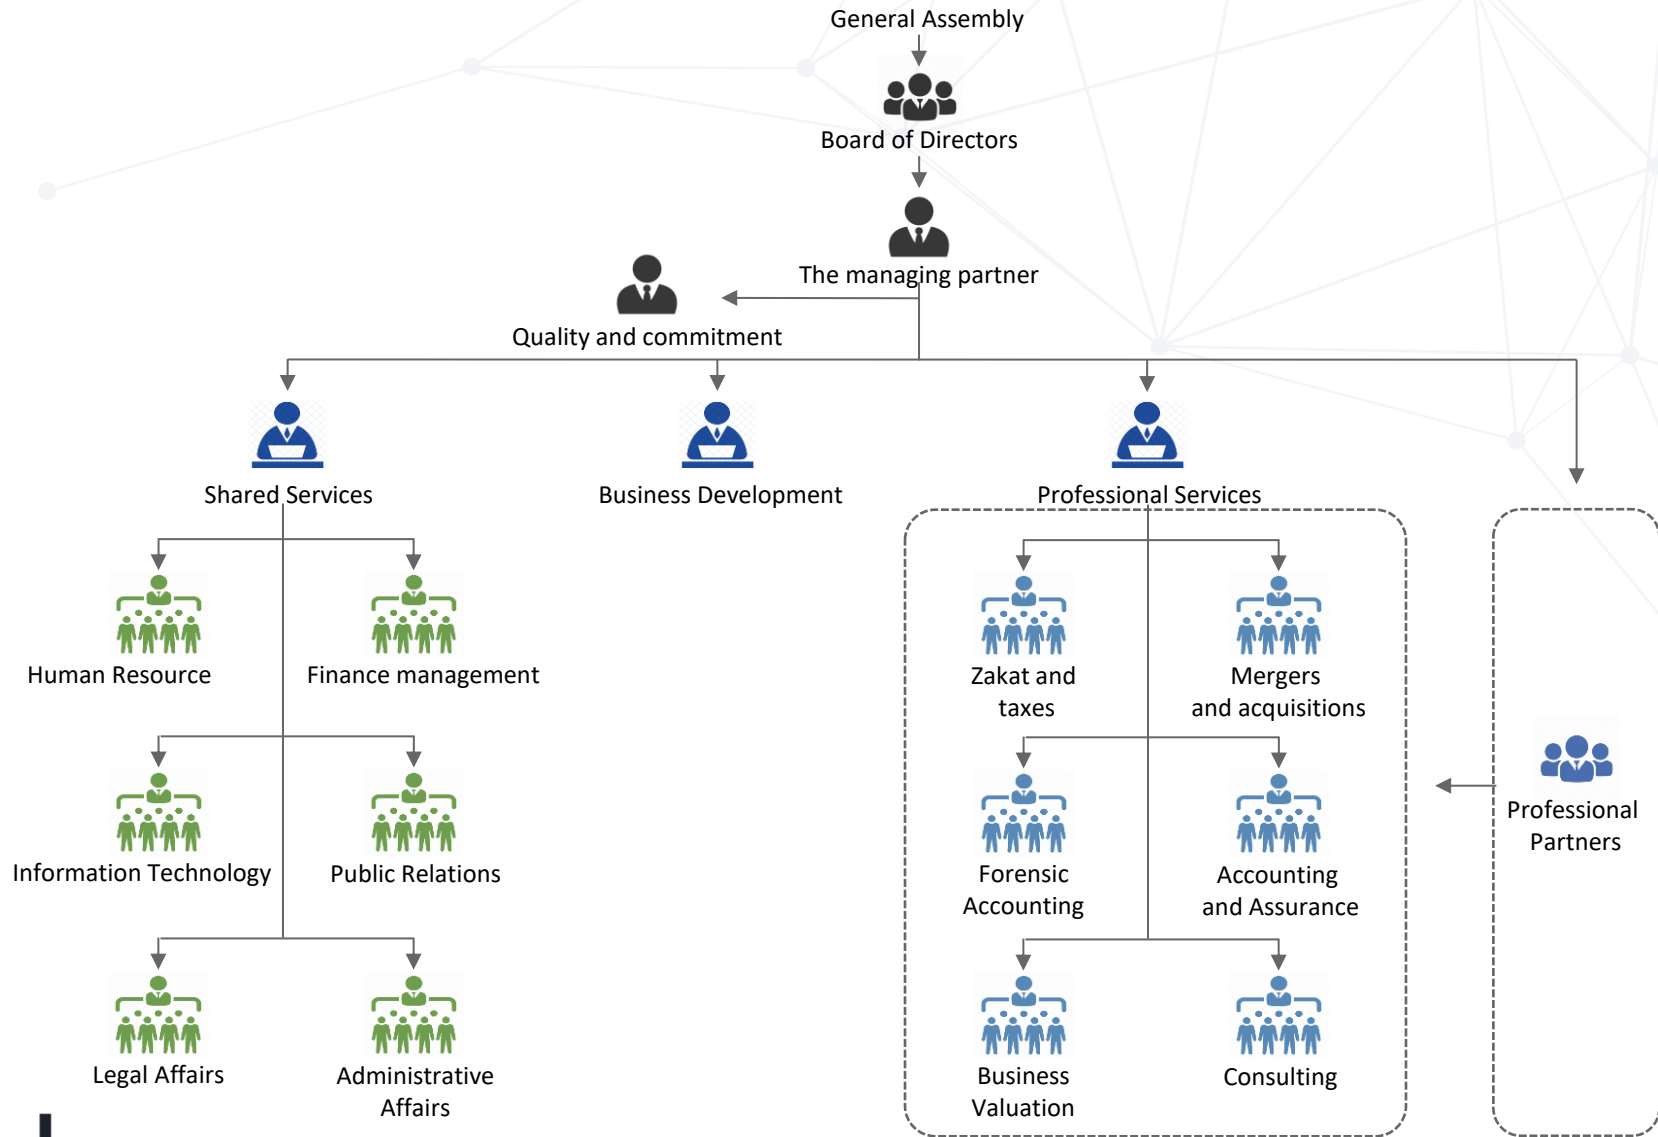 General Assembly
Board of Directors
The managing partner
Quality and commitment
Shared Services
Business Development
Professional Services
Human Resource
Finance management
Zakat and
taxes
Mergers
and acquisitions
Information Technology
Public Relations
Forensic
Accounting
Accounting
and Assurance
Professional
Partners
Legal Affairs
Administrative
Affairs
Business
Valuation
Consulting